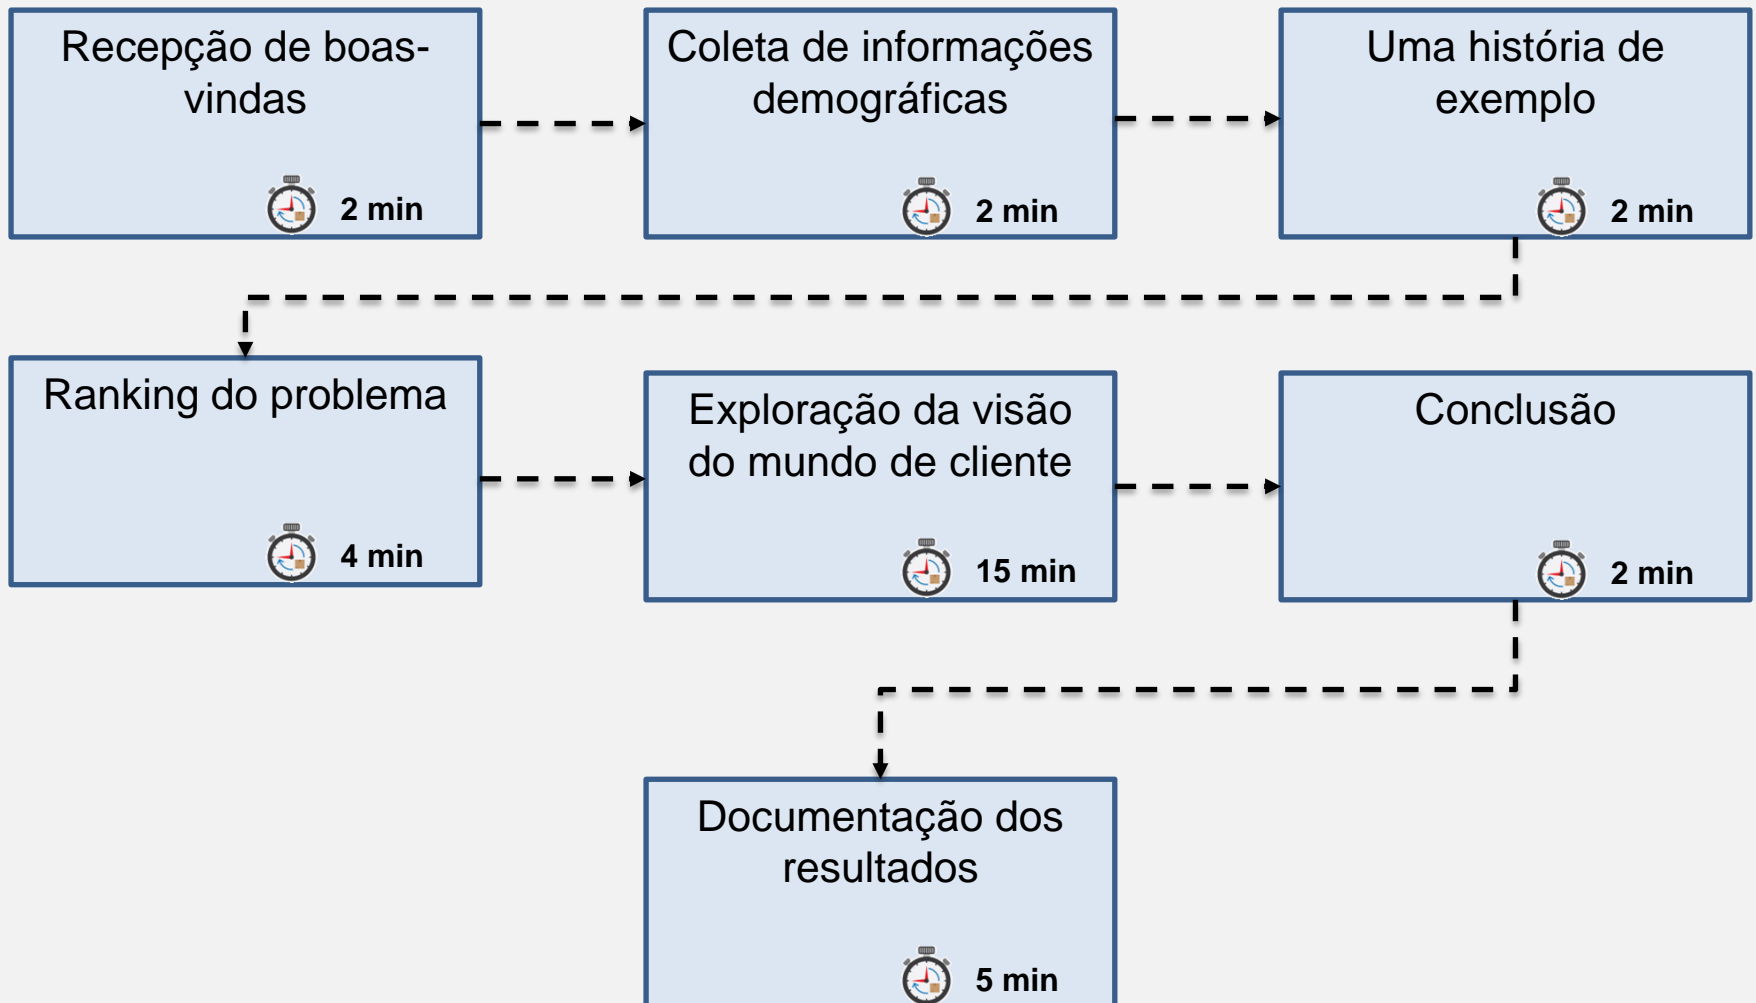 Recepção de boas-
vindas
2 min
Coleta de informações
demográficas
2 min
Uma história de
exemplo
2 min
Ranking do problema
4 min
Exploração da visão
do mundo de cliente
15 min
Conclusão
2 min
Documentação dos
resultados
5 min